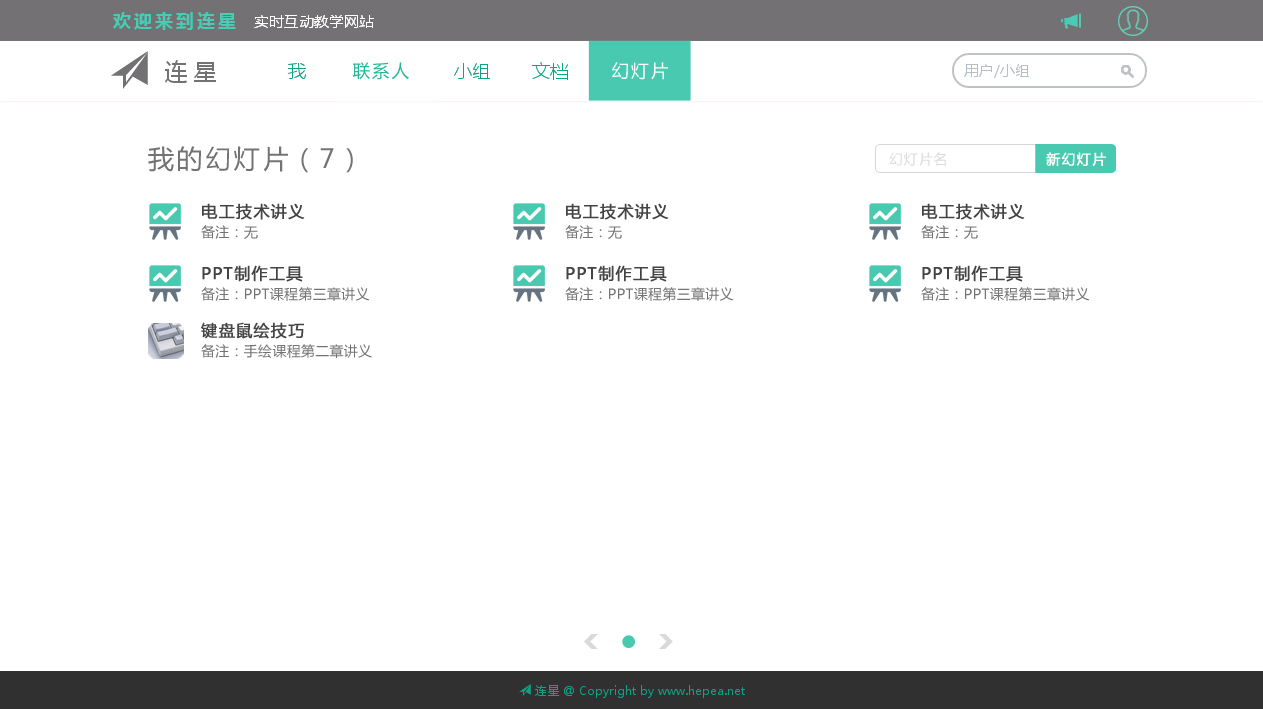 欢迎来到连星 实时互动教学网站
连星 我 联系人 小组 文档 幻灯片 用户/小组
我的幻灯片 ( 7 ) 幻灯片名 新幻灯片
电工技术讲义 电工技术讲义 电工技术讲义
备注：无 备注：无 备注：无
PPT制作工具 PPT制作工具 PPT制作工具
备注：PPT课程第三章讲义 备注：PPT课程第三章讲义 备注：PPT课程第三章讲义
键盘鼠绘技巧
备注：手绘课程第二章讲义
连星 @ Copyright by www.hepea.net